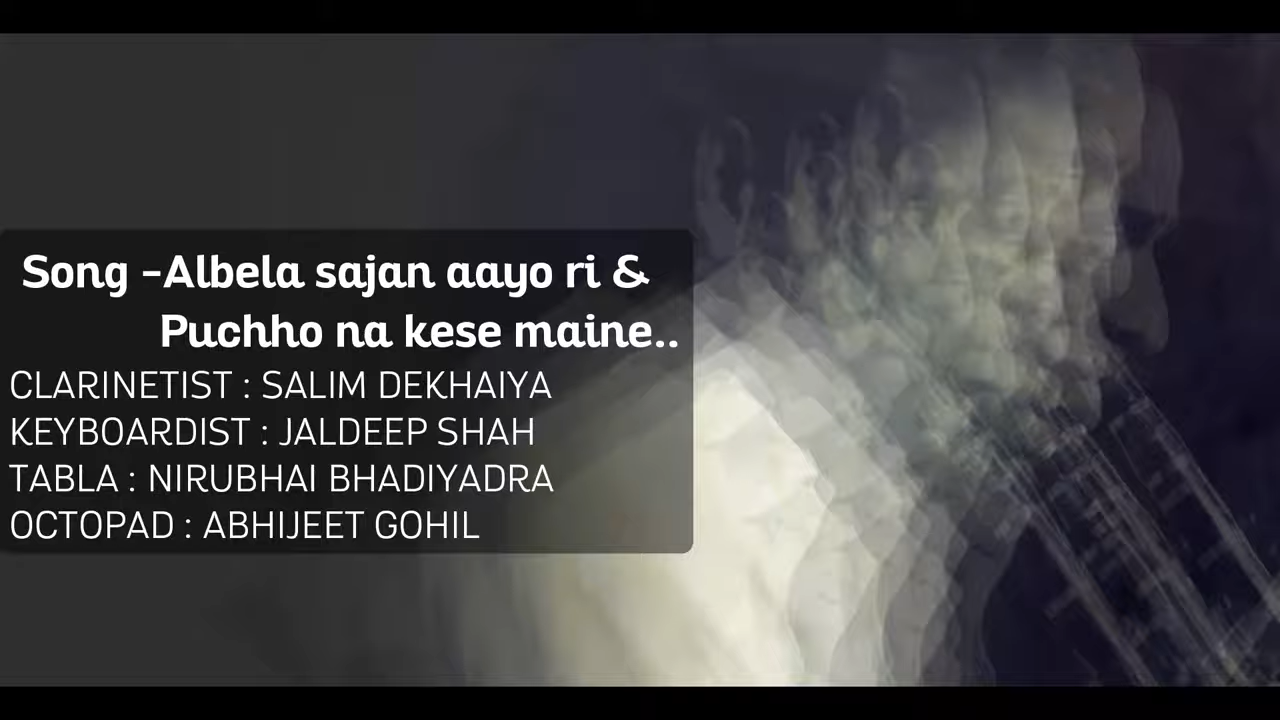 Song -Albela sajan aayo ri &
Puchho na kese maine..
CLARINETIST : SALIM DEKHAIYA
KEYBOARDIST : JALDEEP SHAH
TABLA : NIRUBHAI BHADIYADRA
OCTOPAD : ABHIJEET GOHIL